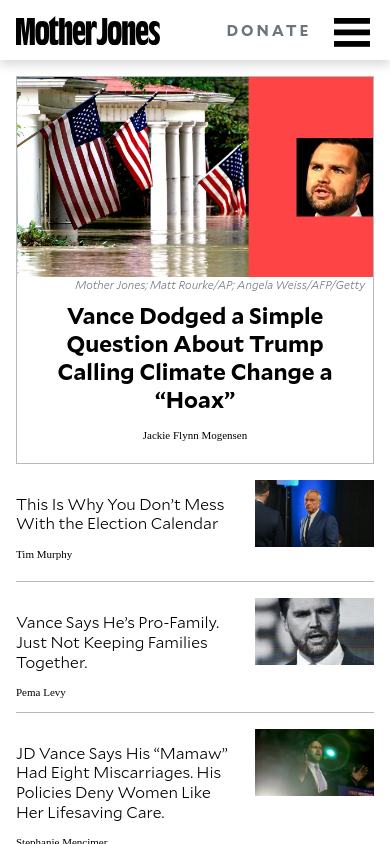 Mother Jones
DONATE
Mother Jones; Matt Rourke/AP; Angela Weiss/AFP/Getty
Vance Dodged a Simple
Question About Trump
Calling Climate Change a
“Hoax”
Jackie Flynn Mogensen
This Is Why You Don’t Mess
With the Election Calendar
Tim Murphy
Vance Says He’s Pro-Family.
Just Not Keeping Families
Together.
Pema Levy
JD Vance Says His “Mamaw”
Had Eight Miscarriages. His
Policies Deny Women Like
Her Lifesaving Care.
Stephanie Mencimer